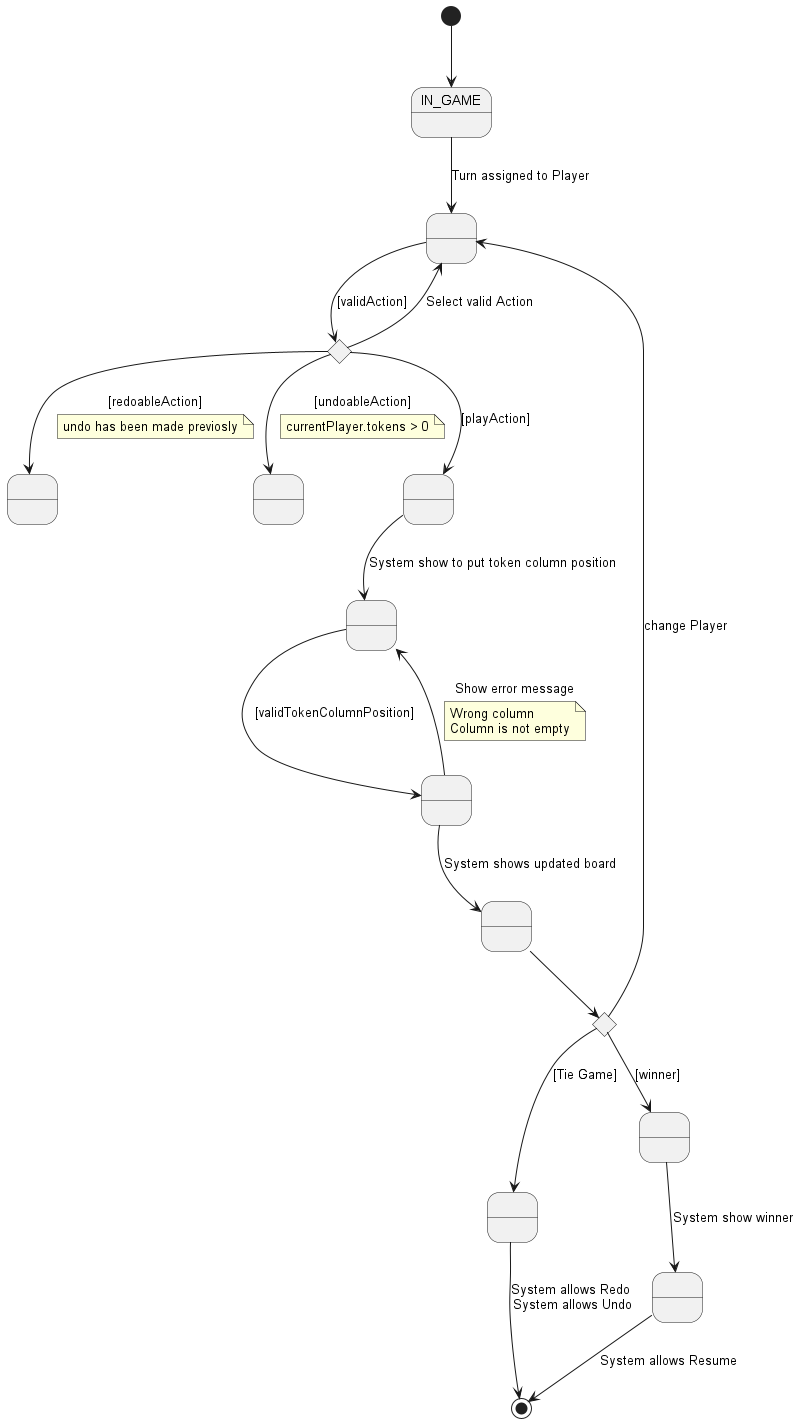 IN_GAME
Turn assigned to Player
[validAction]
Select valid Action
[redoableAction]
undo has been made previosly
[undoableAction]
currentPlayer.tokens > 0
[playAction]
System show to put token column position
change Player
Show error message
Wrong column
Column is not empty
[validTokenColumnPosition]
System shows updated board
[Tie Game]
[winner]
System show winner
System allows Redo
System allows Undo
System allows Resume